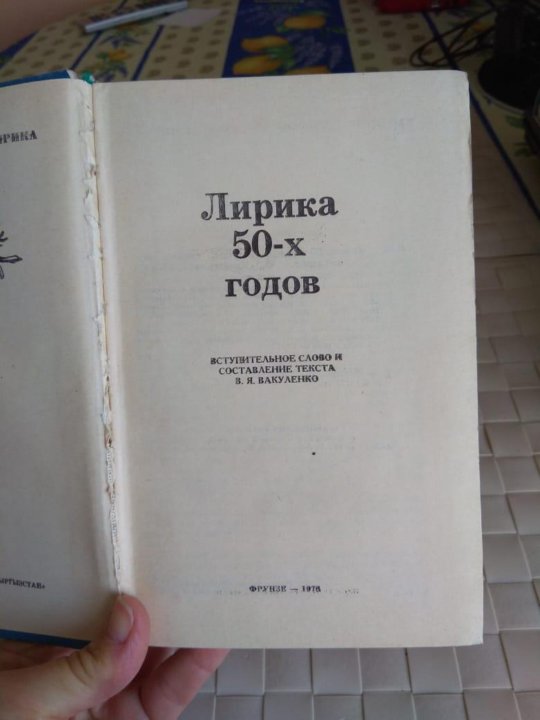 Лирика
50-х
годов
ВСТУПИТЕЛЬНОЕ СЛОВО И
СОСТАВЛЕНИЕ ТЕКСТА
В. Я. ВАКУЛЕНКО
ФРУНЗЕ — 1978